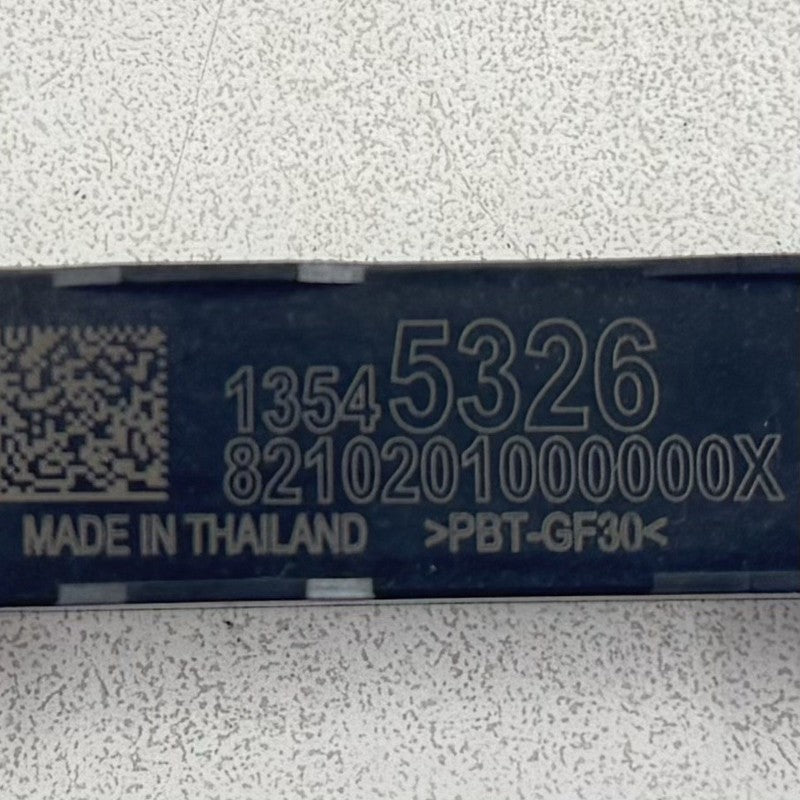 13545326
8210201000000X
MADE IN THAILAND >PBT-GF30<